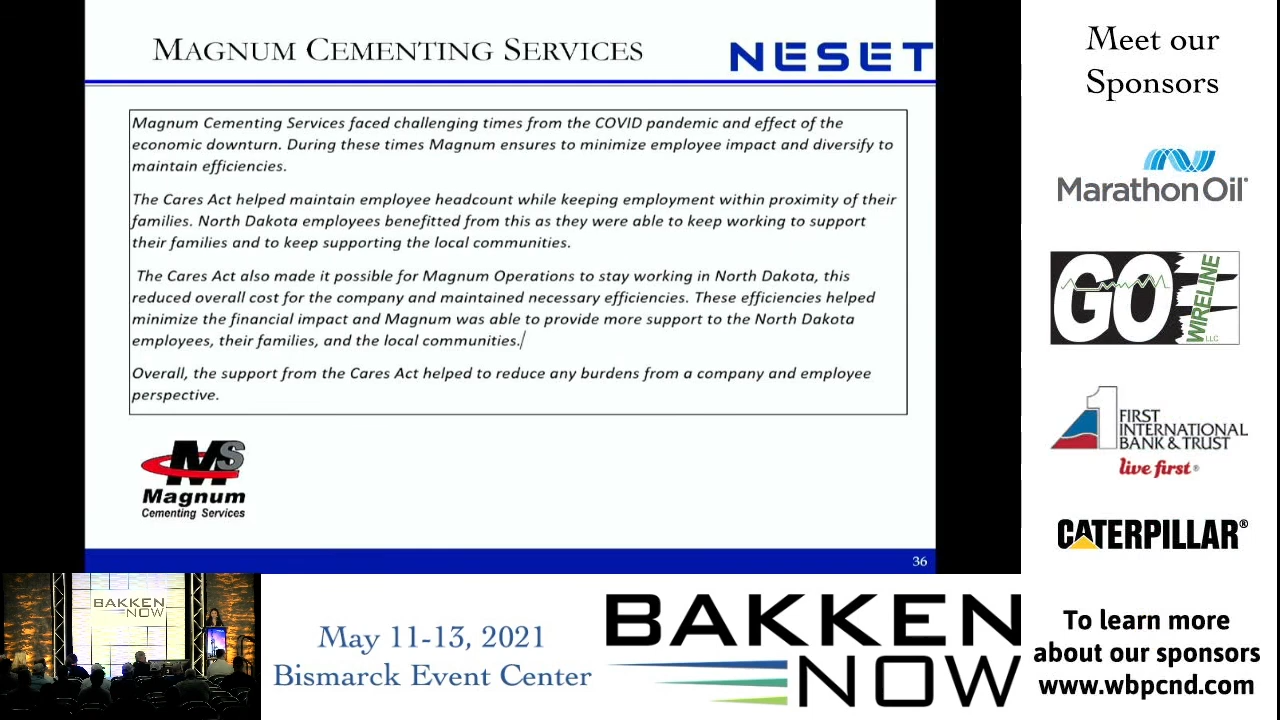 MAGNUM CEMENTING SERVICES
NESET
Magnum Cementing Services faced challenging times from the COVID pandemic and effect of the
economic downturn. During these times Magnum ensures to minimize employee impact and diversify to
maintain efficiencies.
The Cares Act helped maintain employee headcount while keeping employment within proximity of their
families. North Dakota employees benefitted from this as they were able to keep working to support
their families and to keep supporting the local communities.
The Cares Act also made it possible for Magnum Operations to stay working in North Dakota, this
reduced overall cost for the company and maintained necessary efficiencies. These efficiencies helped
minimize the financial impact and Magnum was able to provide more support to the North Dakota
employees, their families, and the local communities.
Overall, the support from the Cares Act helped to reduce any burdens from a company and employee
perspective.
MS
Magnum
Cementing Services
36
Meet our
Sponsors
MarathonOil
GO
WIRELINE
LLC
1
FIRST
INTERNATIONAL
BANK & TRUST
live first®
CATERPILLAR®
To learn more
about our sponsors
www.wbpcnd.com
BAKKEN
NOW
May 11-13, 2021
Bismarck Event Center
BAKKEN
NOW